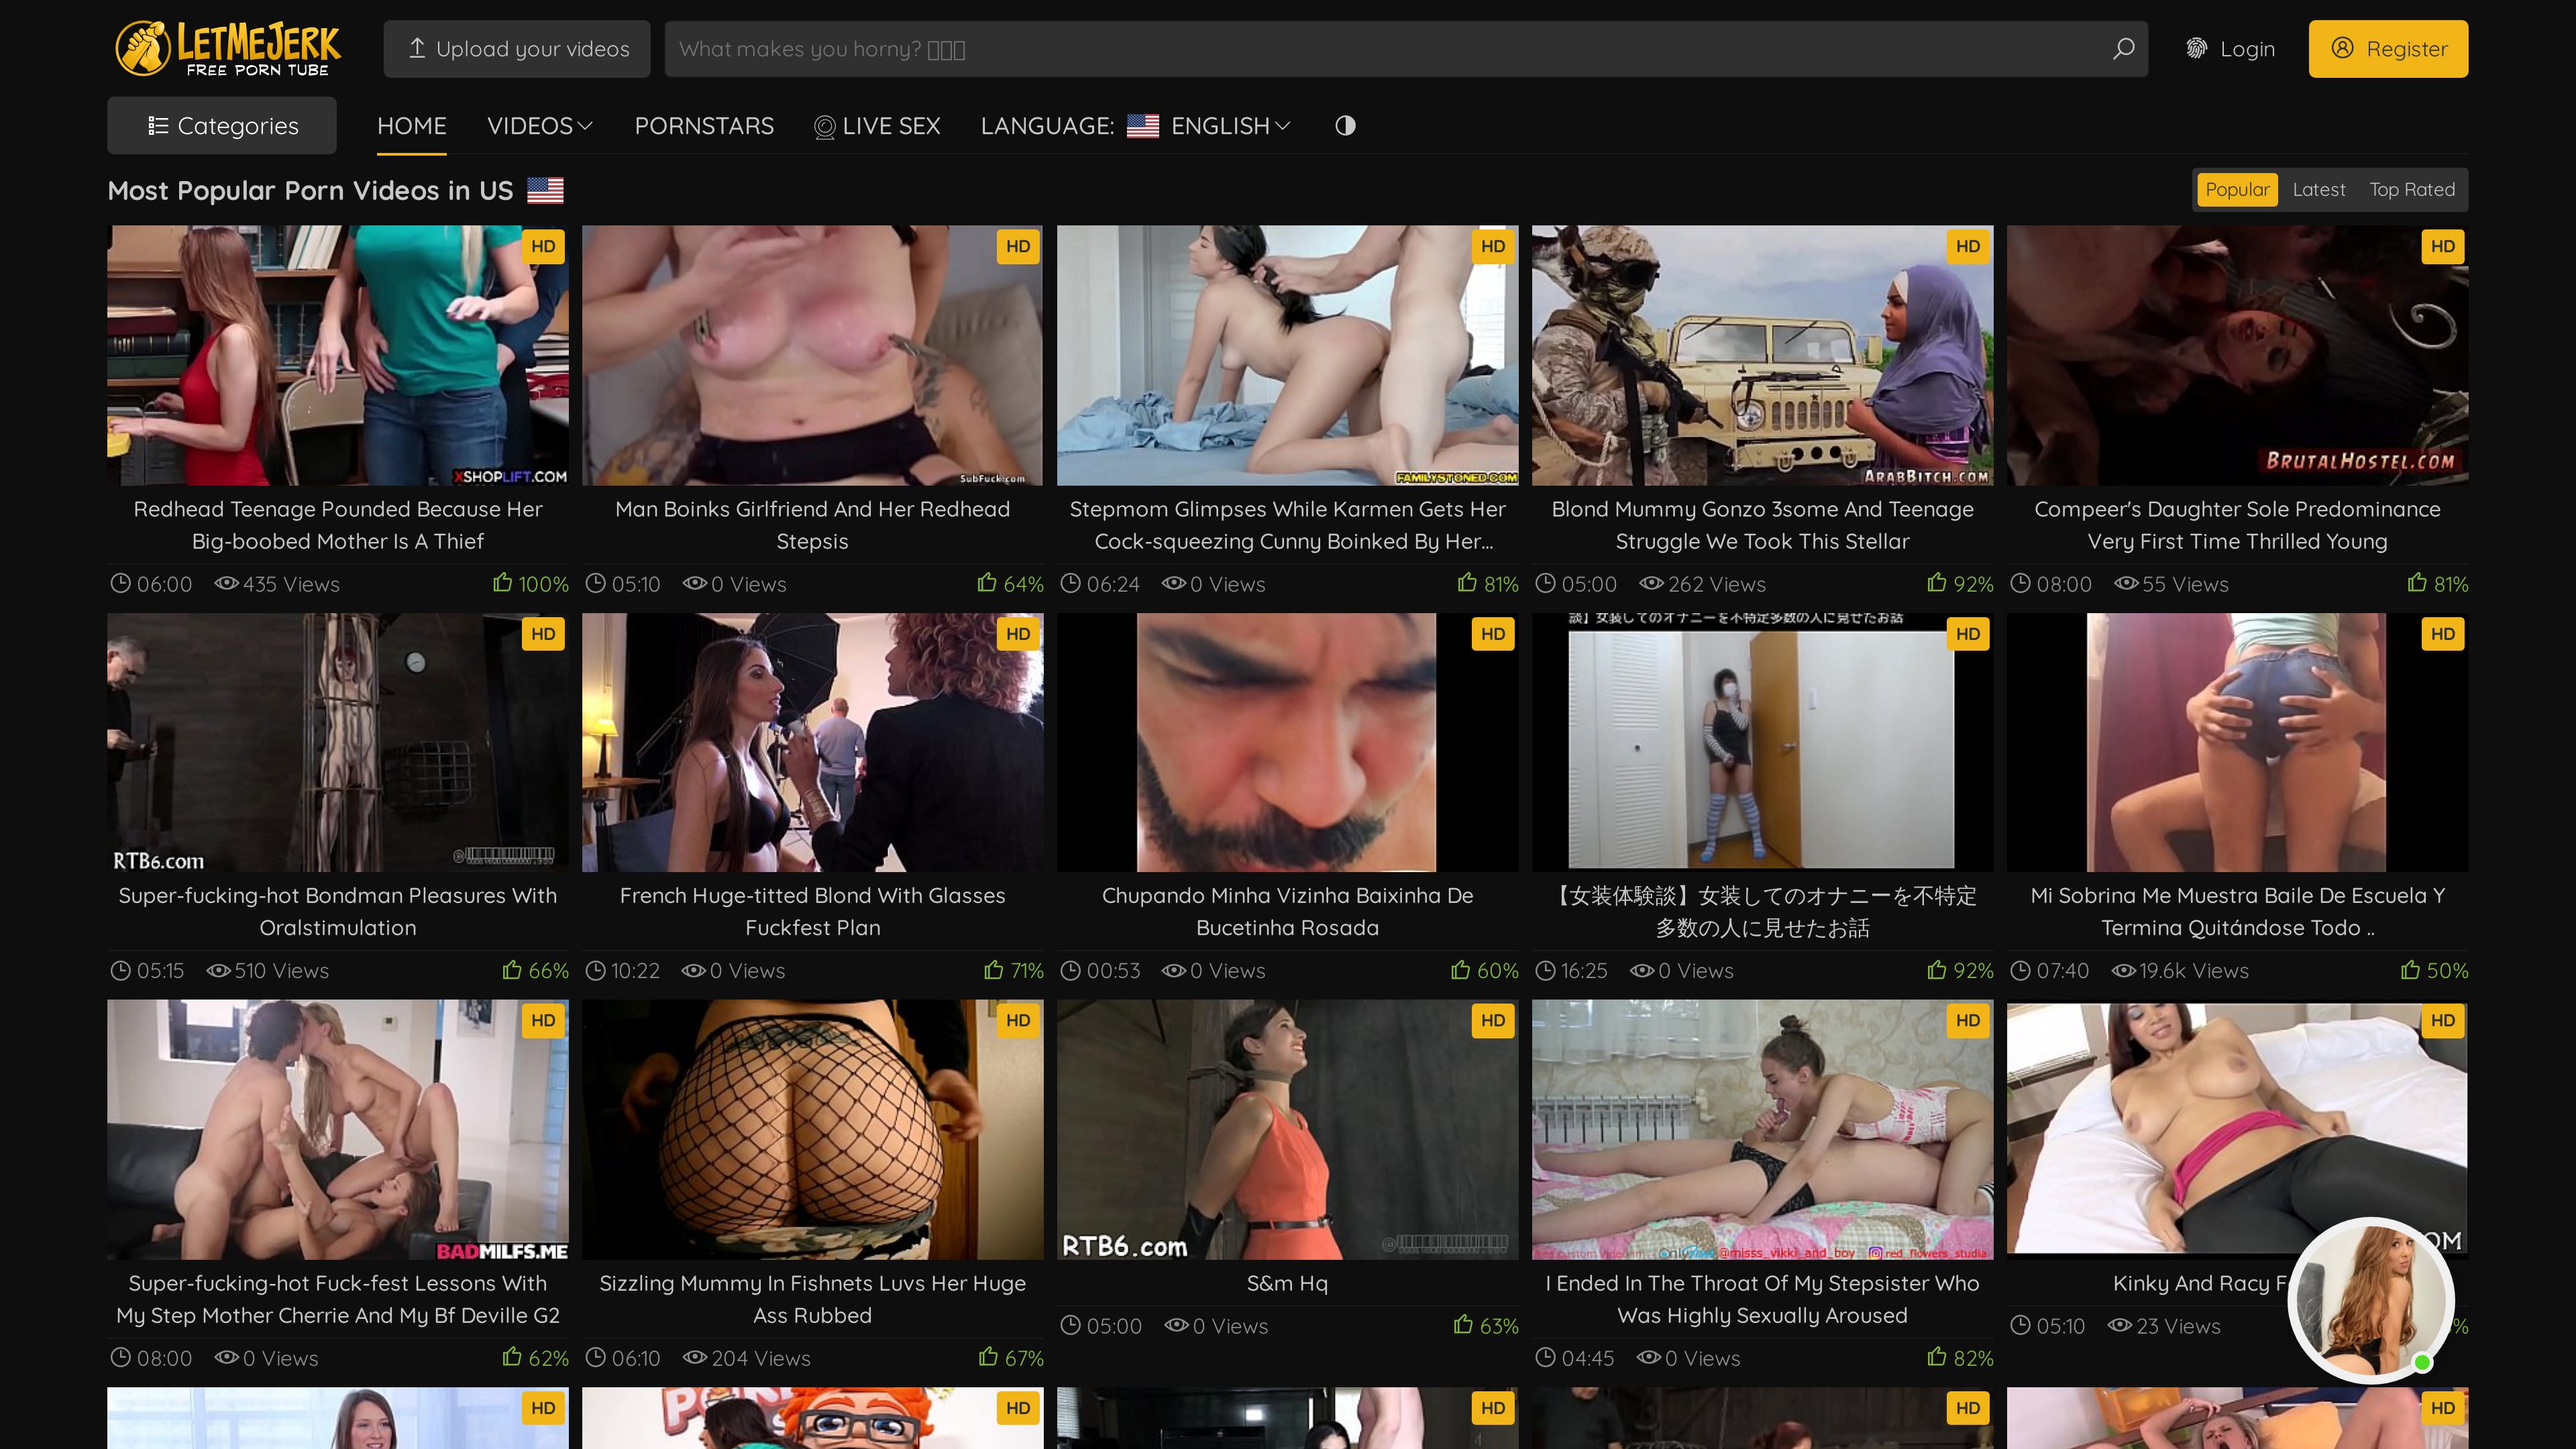 LETMEJERK
FREE PORN TUBE
Upload your videos
What makes you horny?
Login
Register
Categories
HOME
VIDEOS
PORNSTARS
LIVE SEX
LANGUAGE:
ENGLISH
Most Popular Porn Videos in US
Popular
Latest
Top Rated
HD
HD
HD
HD
HD
XSHOPLIFT.COM
SubFuck.com
FAMILYSTONED.COM
ARABBITCH.COM
BRUTALHOSTEL.COM
Redhead Teenage Pounded Because Her
Big-boobed Mother Is A Thief
06:00 435 Views 100%
Man Boinks Girlfriend And Her Redhead
Stepsis
05:10 0 Views 64%
Stepmom Glimpses While Karmen Gets Her
Cock-squeezing Cunny Boinked By Her...
06:24 0 Views 81%
Blond Mummy Gonzo 3some And Teenage
Struggle We Took This Stellar
05:00 262 Views 92%
Compeer's Daughter Sole Predominance
Very First Time Thrilled Young
08:00 55 Views 81%
HD
HD
HD
談】女装してのオナニーを不特定多数の人に見せたお話
HD
HD
RTB6.com
Super-fucking-hot Bondman Pleasures With
Oralstimulation
05:15 510 Views 66%
French Huge-titted Blond With Glasses
Fuckfest Plan
10:22 0 Views 71%
Chupando Minha Vizinha Baixinha De
Bucetinha Rosada
00:53 0 Views 60%
【女装体験談】女装してのオナニーを不特定
多数の人に見せたお話
16:25 0 Views 92%
Mi Sobrina Me Muestra Baile De Escuela Y
Termina Quitándose Todo ..
07:40 19.6k Views 50%
HD
HD
HD
HD
HD
BADMILFS.ME
RTB6.com
@misss_vikki_and_boy
red_flowers_studia
OM
Super-fucking-hot Fuck-fest Lessons With
My Step Mother Cherrie And My Bf Deville G2
08:00 0 Views 62%
Sizzling Mummy In Fishnets Luvs Her Huge
Ass Rubbed
06:10 204 Views 67%
S&m Hq
05:00 0 Views 63%
I Ended In The Throat Of My Stepsister Who
Was Highly Sexually Aroused
04:45 0 Views 82%
Kinky And Racy
05:10 23 Views %
HD
HD
HD
HD
HD